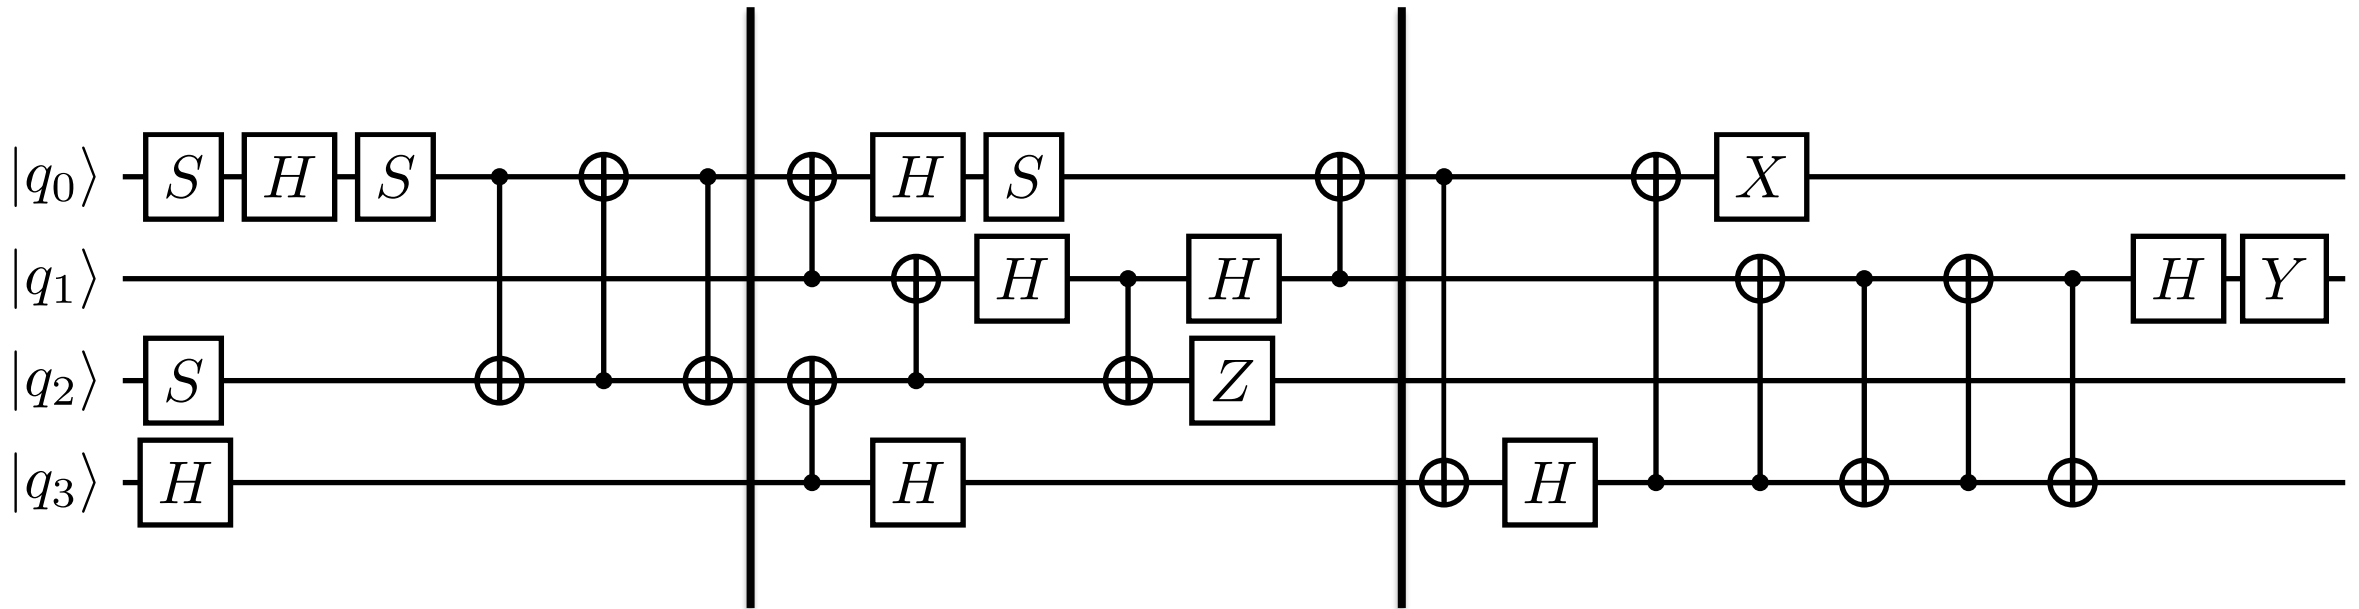 |q0⟩ S H S H S X
|q1⟩ H H H Y
|q2⟩ S Z
|q3⟩ H H H